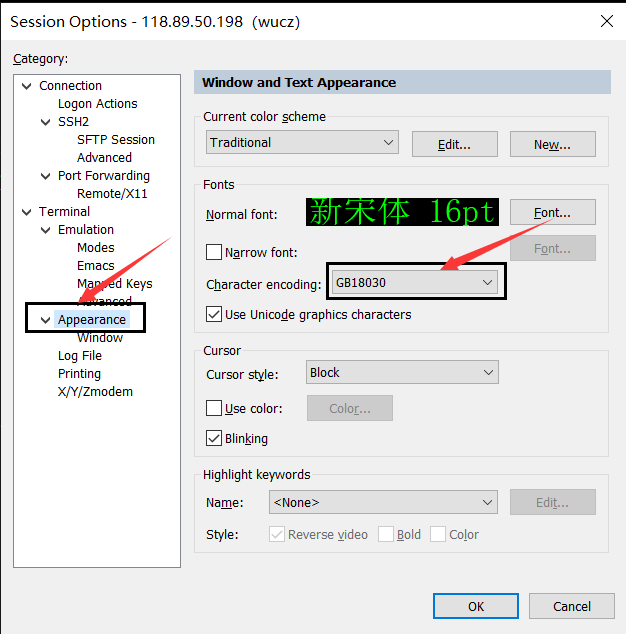 Session Options - 118.89.50.198 (wucz)
Category:
Connection
Logon Actions
SSH2
SFTP Session
Advanced
Port Forwarding
Remote/X11
Terminal
Emulation
Modes
Emacs
Mapped Keys
Advanced
Appearance
Window
Log File
Printing
X/Y/Zmodem
Window and Text Appearance
Current color scheme
Traditional
Edit...
New...
Fonts
Normal font:
新宋体 16pt
Font...
Narrow font:
Font...
Character encoding:
GB18030
Use Unicode graphics characters
Cursor
Cursor style:
Block
Use color:
Color...
Blinking
Highlight keywords
Name:
<None>
Edit...
Style:
Reverse video
Bold
Color
OK
Cancel